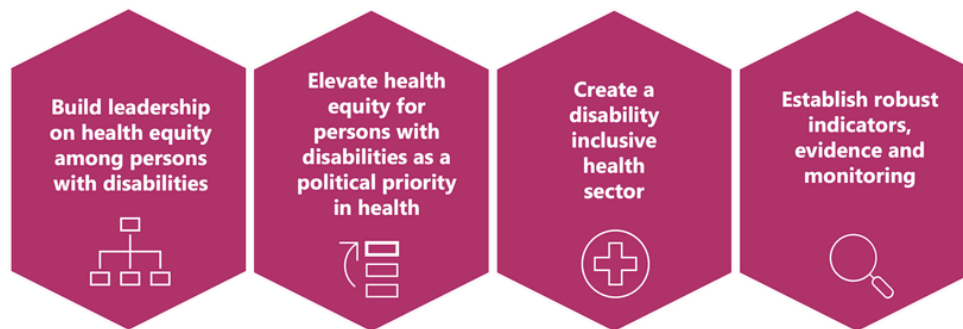 Build leadership
on health equity
among persons
with disabilities
Elevate health
equity for
persons with
disabilities as a
political priority
in health
Create a
disability
inclusive
health
sector
Establish robust
indicators,
evidence and
monitoring